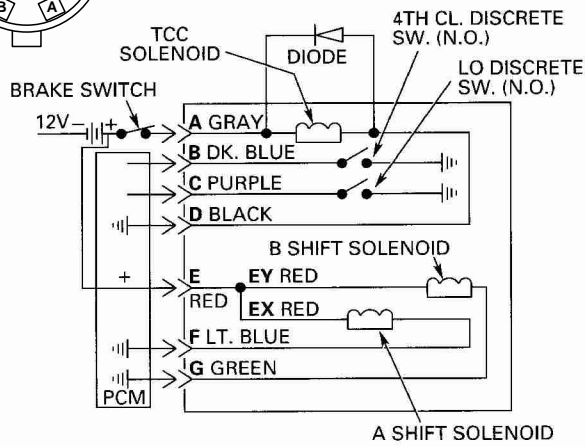 B
A
4TH CL. DISCRETE
SW. (N.O.)
TCC
SOLENOID
DIODE
LO DISCRETE
SW. (N.O.)
BRAKE SWITCH
12V - +
A GRAY
B DK. BLUE
C PURPLE
D BLACK
B SHIFT SOLENOID
+
E
EY RED
RED
EX RED
F LT. BLUE
G GREEN
PCM
A SHIFT SOLENOID